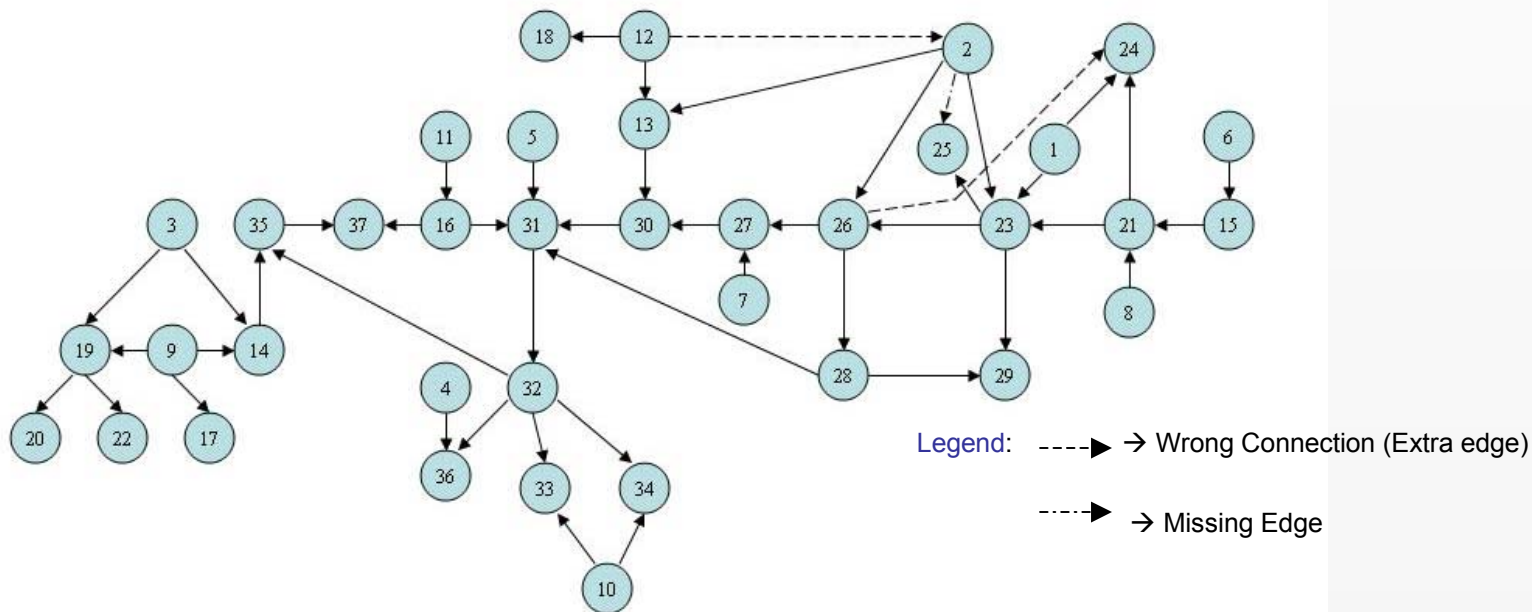 18 12 2 24
13
11 5 25 1 6
3 35 37 16 31 30 27 26 23 21 15
7 8
19 9 14
4 32 28 29
20 22 17
36 33 34
10
Legend: → Wrong Connection (Extra edge)
→ Missing Edge